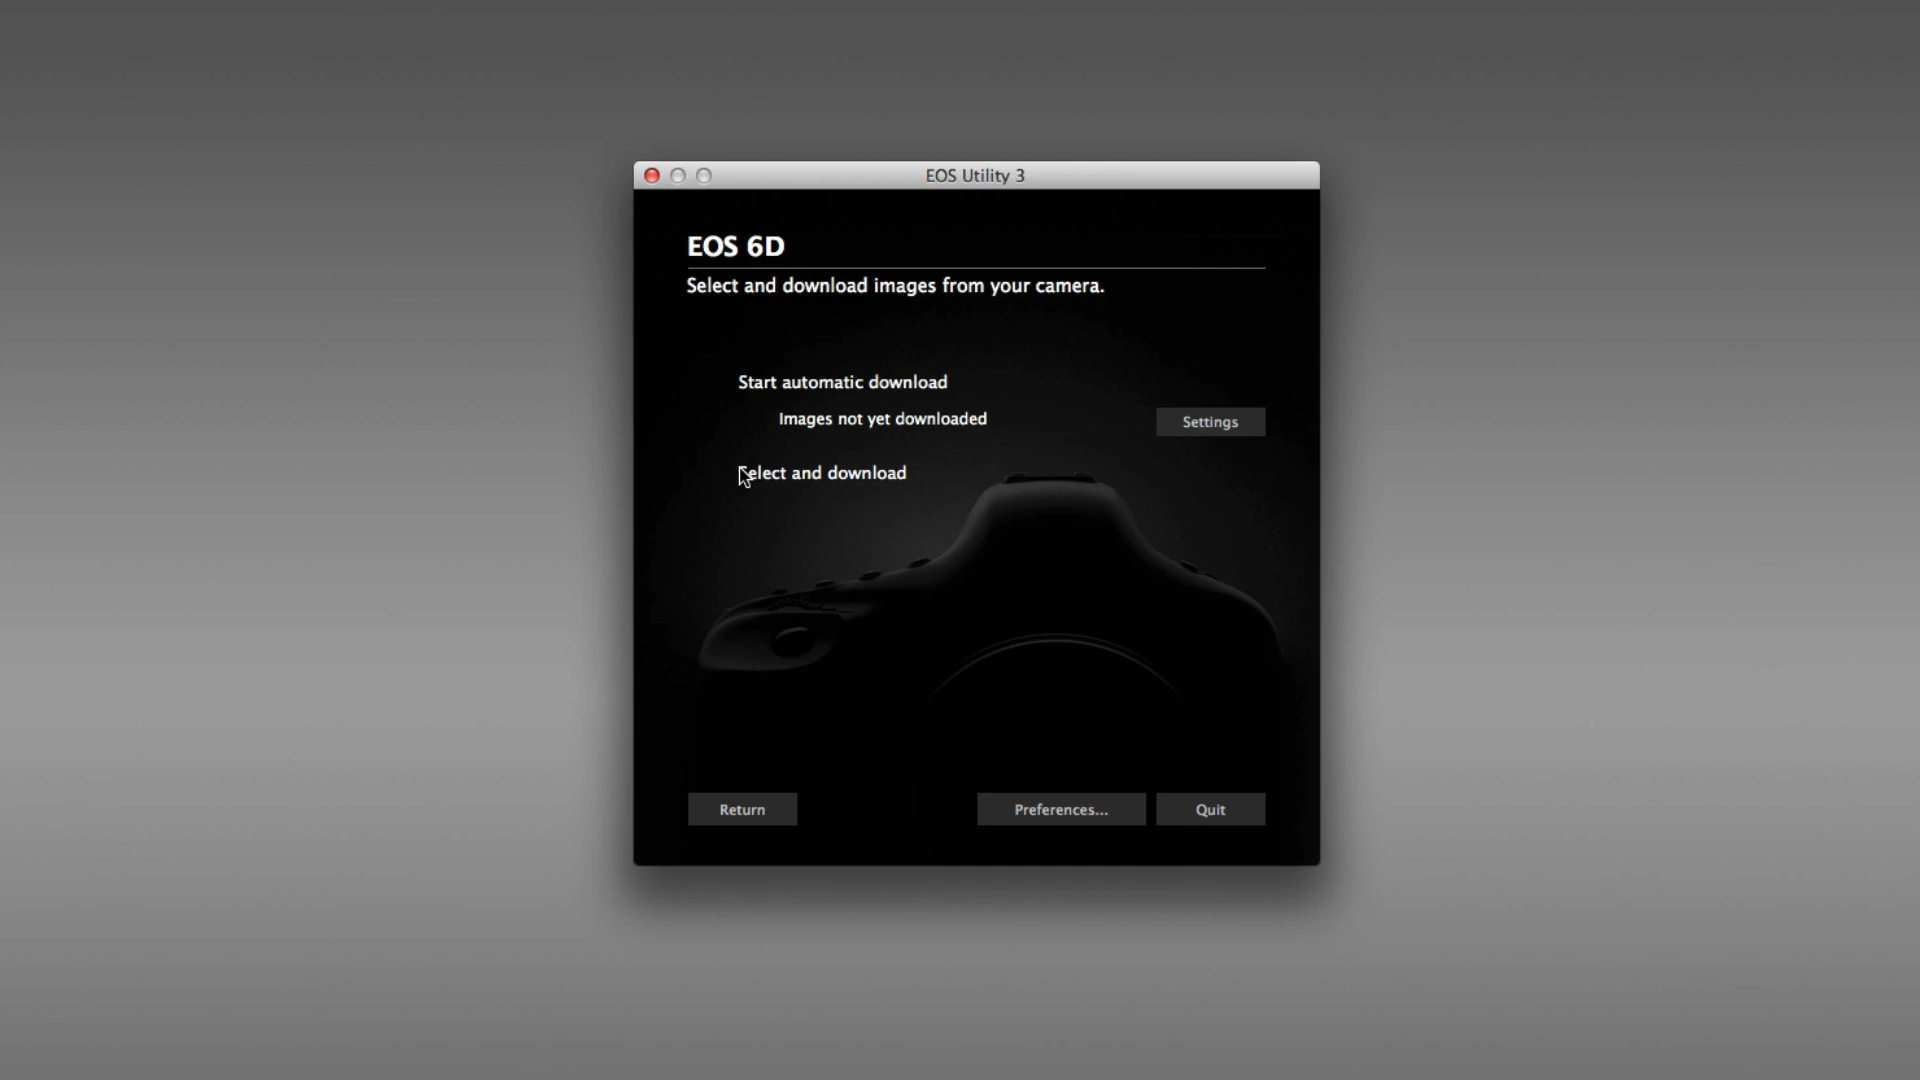 EOS Utility 3
EOS 6D
Select and download images from your camera.
Start automatic download
Images not yet downloaded
Settings
Select and download
Return
Preferences...
Quit